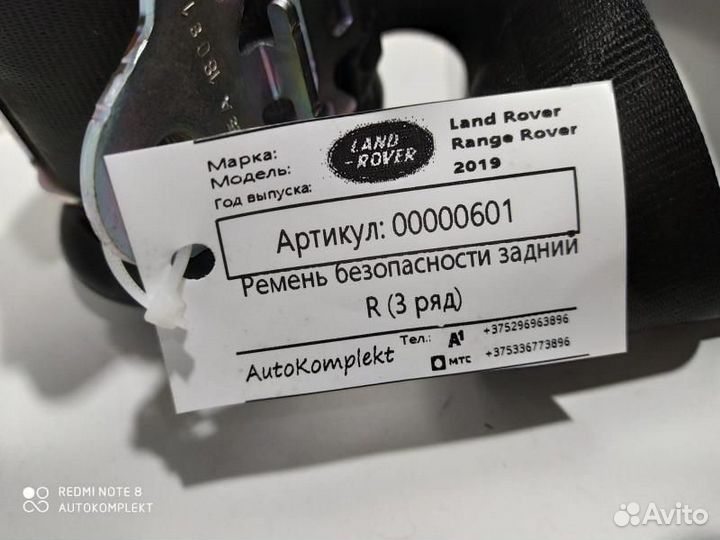 Марка:
Модель:
Год выпуска:
LAND
-ROVER
Land Rover
Range Rover
2019
Артикул: 00000601
Ремень безопасности задний
R (3 ряд)
AutoKomplekt
Тел.:
A1
+375296963896
МТС
+375336773896
REDMI NOTE 8
AUTOKOMPLEKT
Avito